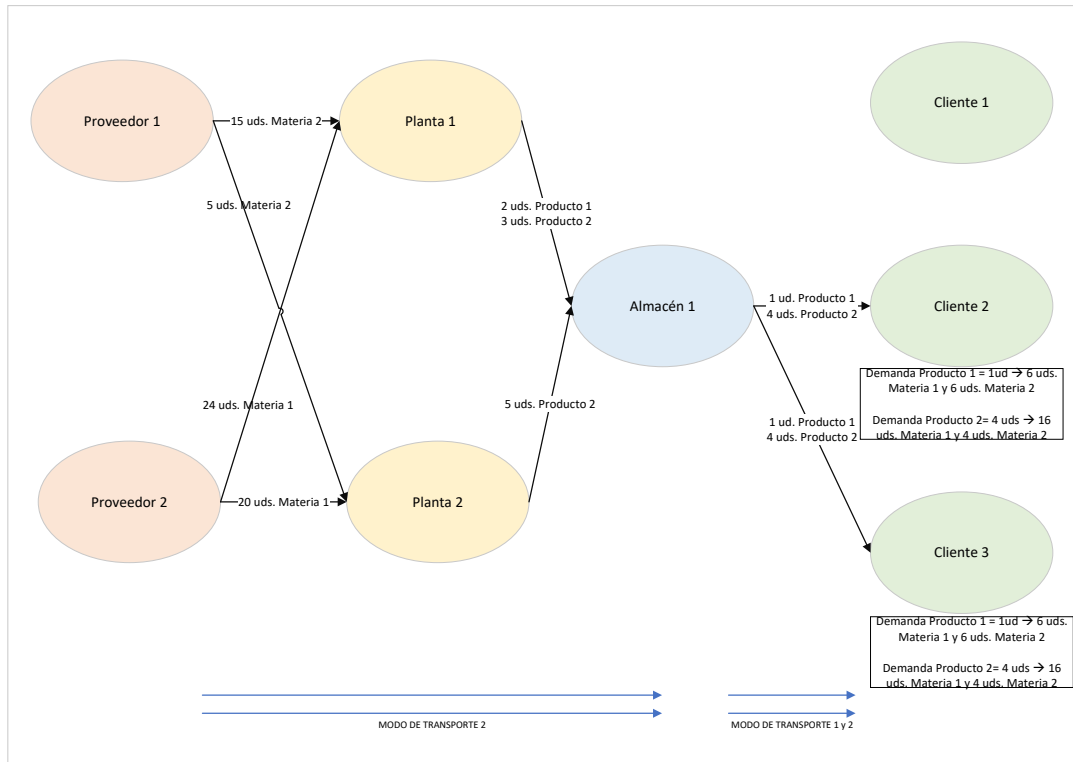 Proveedor 1
15 uds. Materia 2
Planta 1
Cliente 1
5 uds. Materia 2
2 uds. Producto 1
3 uds. Producto 2
Almacén 1
1 ud. Producto 1
4 uds. Producto 2
Cliente 2
Demanda Producto 1 = 1ud → 6 uds.
Materia 1 y 6 uds. Materia 2
Demanda Producto 2= 4 uds → 16
uds. Materia 1 y 4 uds. Materia 2
24 uds. Materia 1
5 uds. Producto 2
1 ud. Producto 1
4 uds. Producto 2
Proveedor 2
20 uds. Materia 1
Planta 2
Cliente 3
Demanda Producto 1 = 1ud → 6 uds.
Materia 1 y 6 uds. Materia 2
Demanda Producto 2= 4 uds → 16
uds. Materia 1 y 4 uds. Materia 2
MODO DE TRANSPORTE 2
MODO DE TRANSPORTE 1 y 2